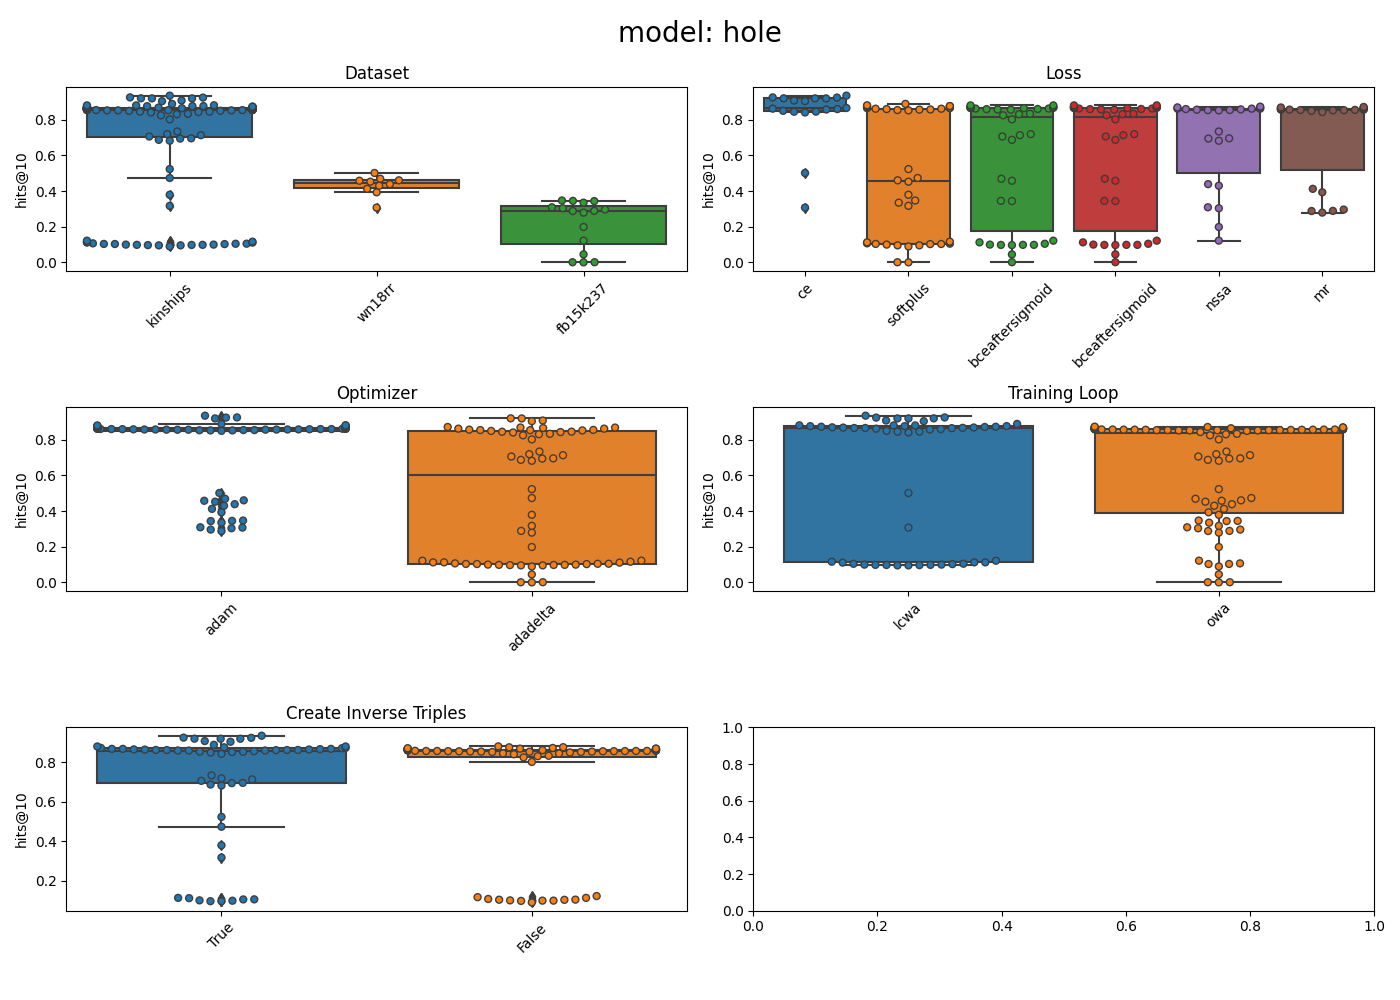 model: hole
Dataset
Loss
hits@10
0.8
0.6
0.4
0.2
0.0
kinships
wn18rr
fb15k237
hits@10
0.8
0.6
0.4
0.2
0.0
ce
softplus
bceaftersigmoid
bceaftersigmoid
nssa
mr
Optimizer
Training Loop
hits@10
0.8
0.6
0.4
0.2
0.0
adam
adadelta
hits@10
0.8
0.6
0.4
0.2
0.0
lcwa
owa
Create Inverse Triples
hits@10
0.8
0.6
0.4
0.2
True
False
1.0
0.8
0.6
0.4
0.2
0.0
0.0 0.2 0.4 0.6 0.8 1.0